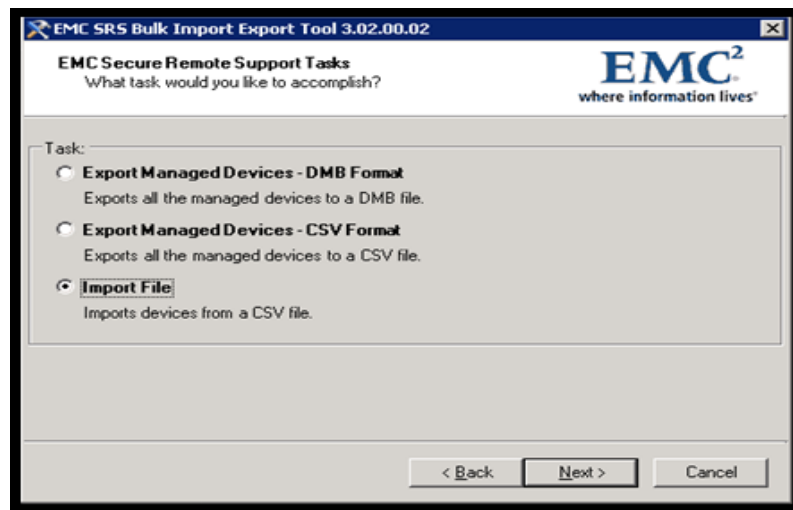 EMC SRS Bulk Import Export Tool 3.02.00.02
EMC Secure Remote Support Tasks
What task would you like to accomplish?
EMC²
where information lives®
Task:
Export Managed Devices - DMB Format
Exports all the managed devices to a DMB file.
Export Managed Devices - CSV Format
Exports all the managed devices to a CSV file.
Import File
Imports devices from a CSV file.
< Back
Next >
Cancel